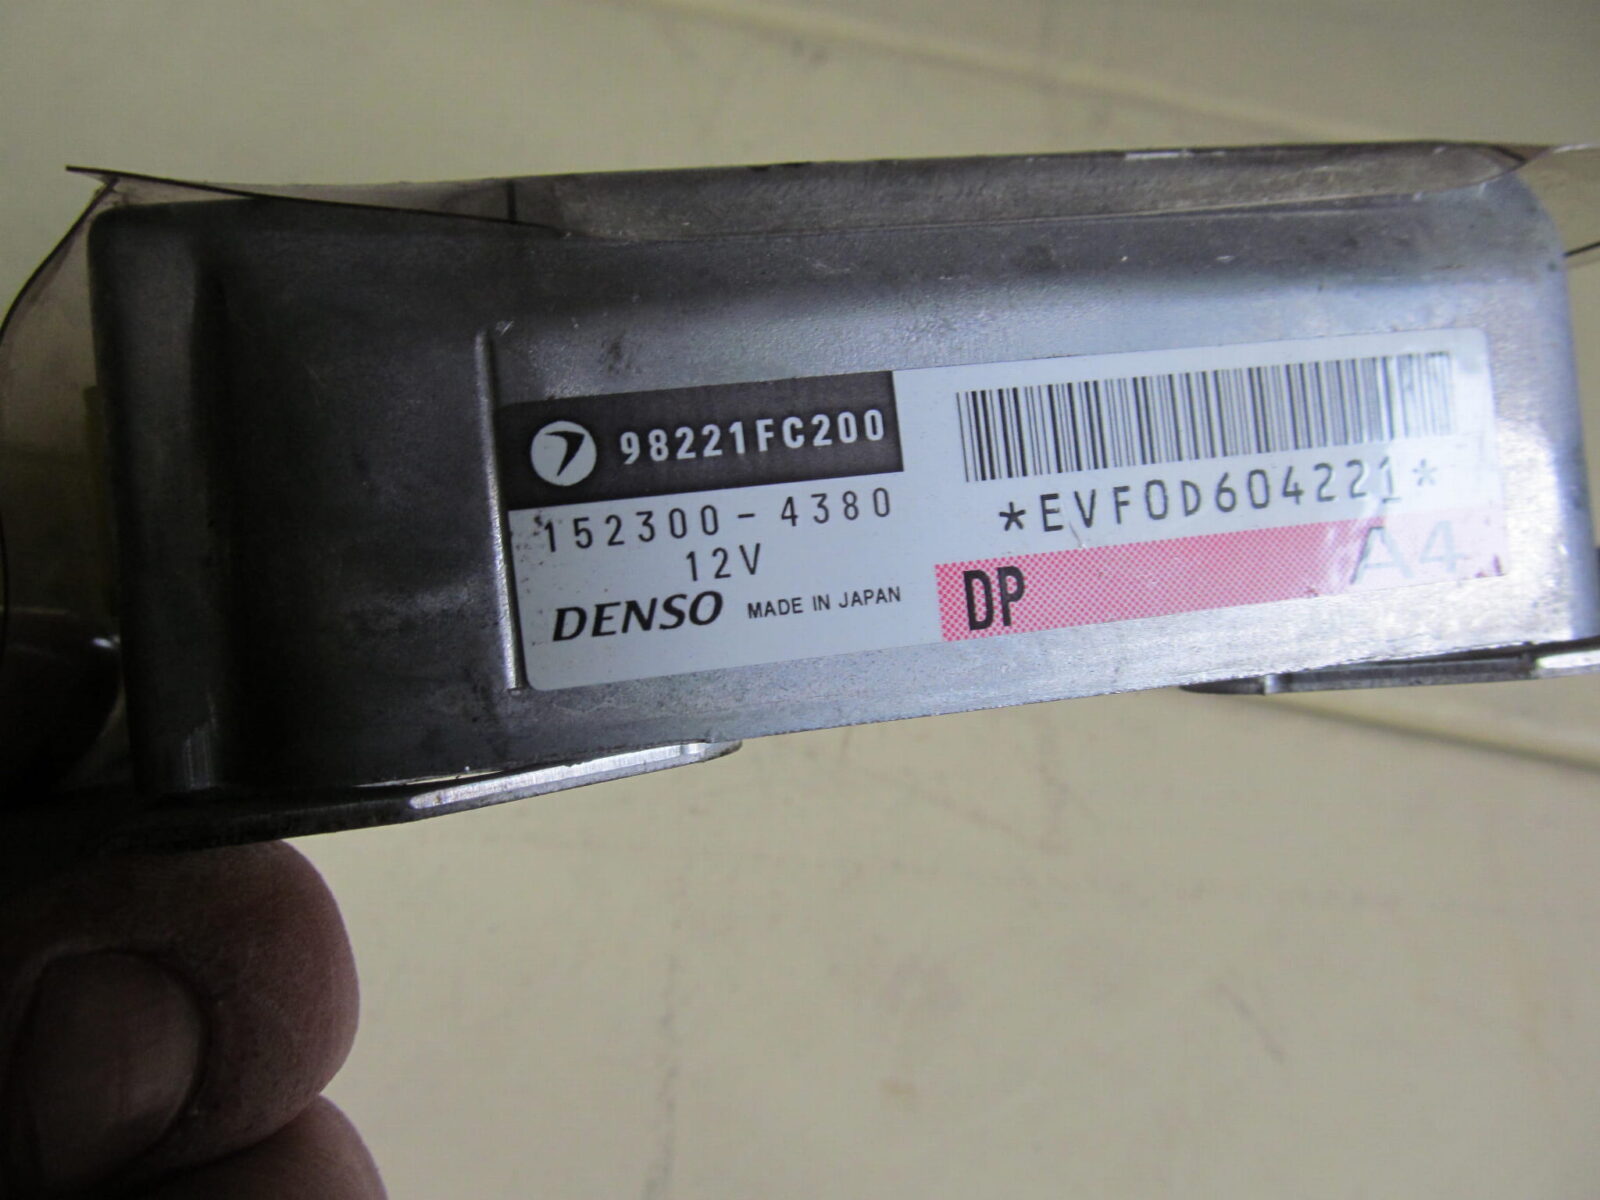 98221FC200
152300-4380
12V
DENSO MADE IN JAPAN
*EVF0D604221*
DP A4